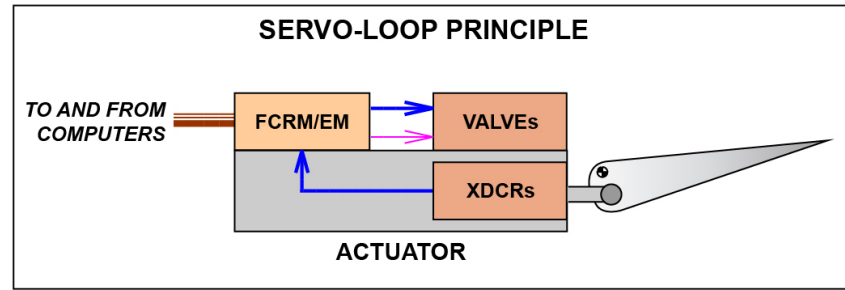 SERVO-LOOP PRINCIPLE
TO AND FROM
COMPUTERS
FCRM/EM
VALVEs
XDCRs
ACTUATOR